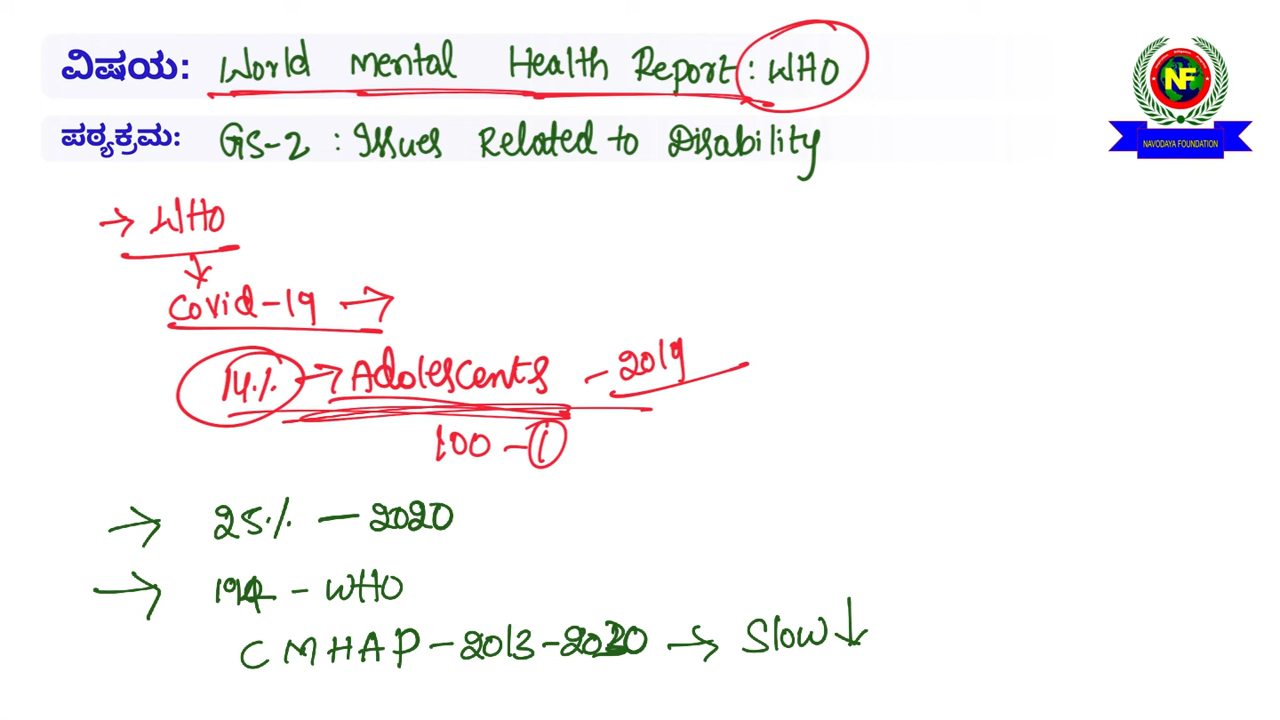 ವಿಷಯ: World Mental Health Report: WHO
ಪಠ್ಯಕ್ರಮ: GS-2 : Issues Related to Disability
NF
NAVODAYA FOUNDATION
→ WHO
Covid-19 →
14% → Adolescents - 2019
100 - 1
→ 25% - 2020
→ 194 - WHO
CMHAP - 2013 - 2030 → Slow ↓